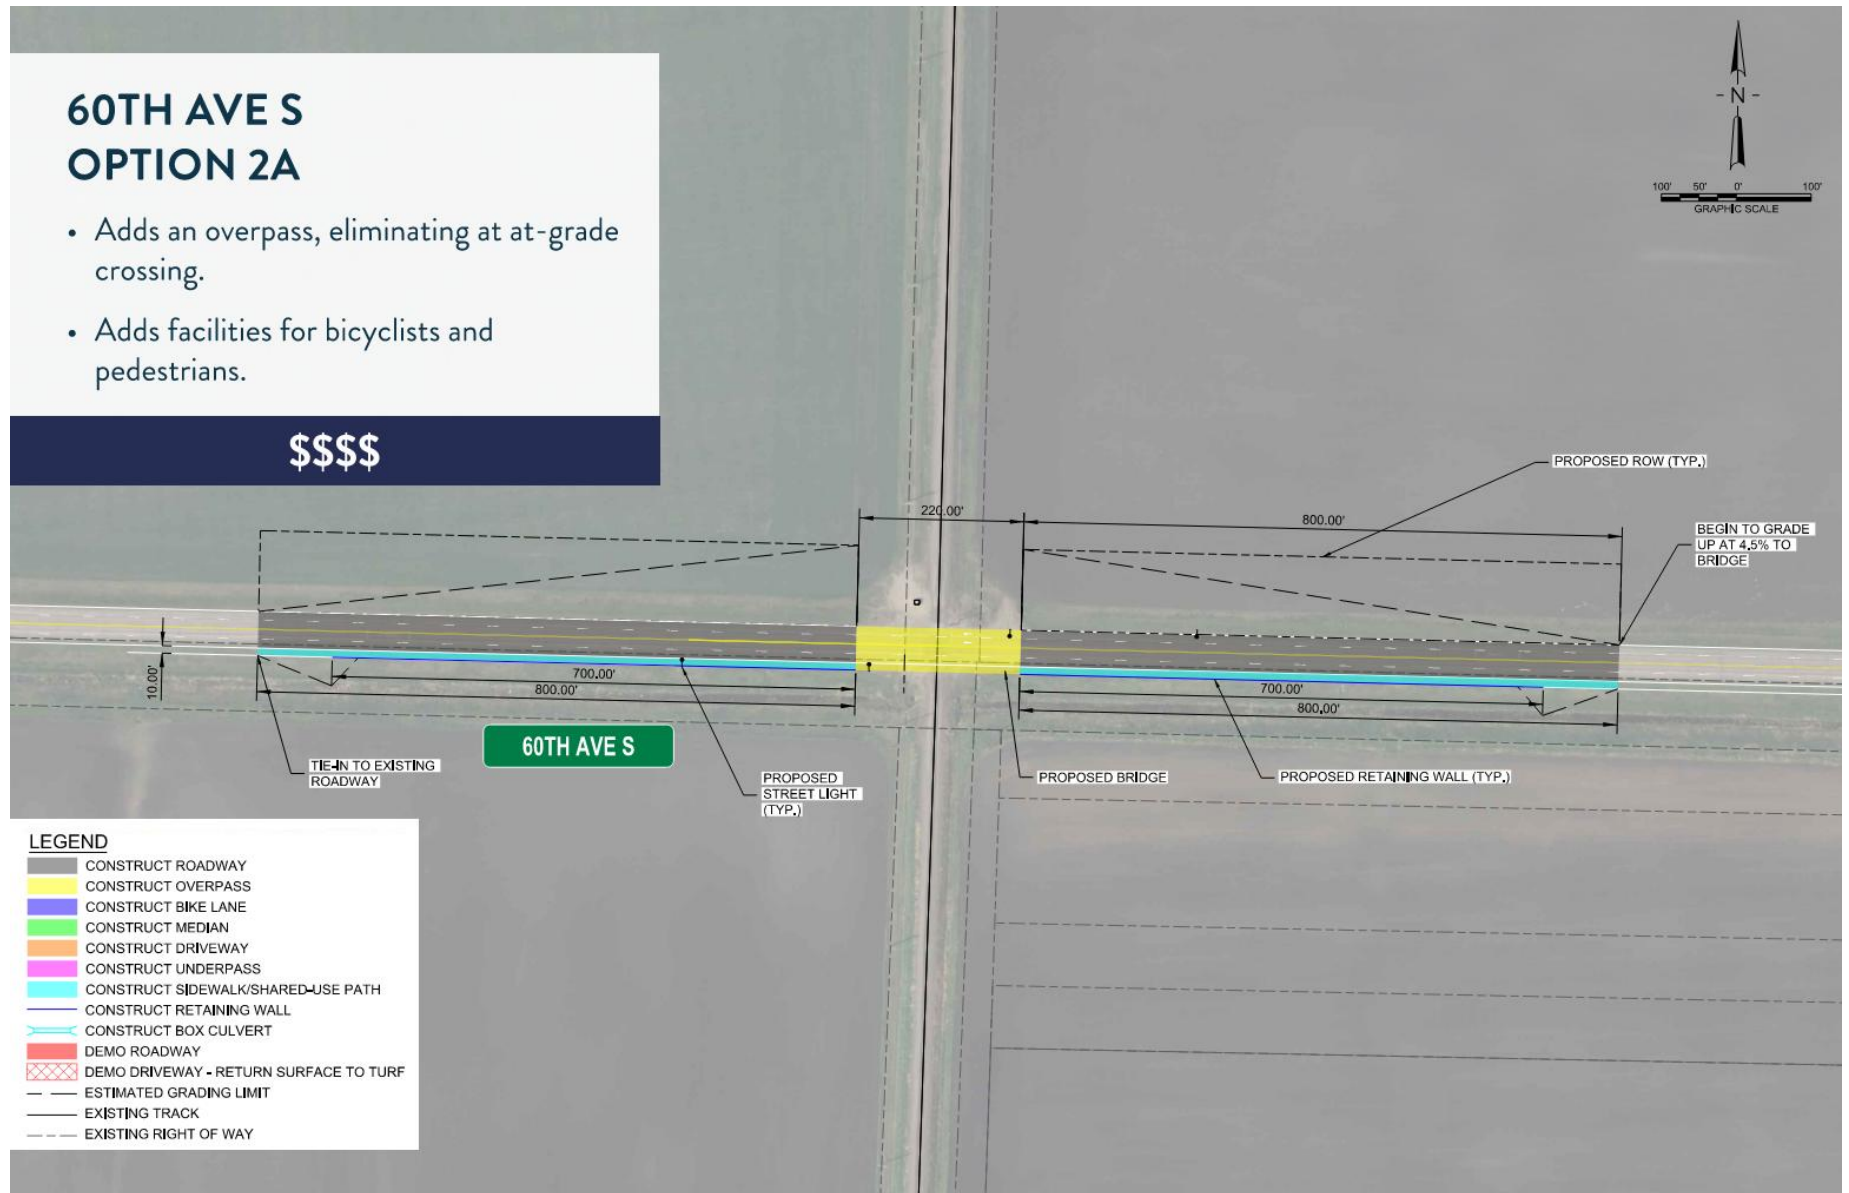 60TH AVE S
OPTION 2A
• Adds an overpass, eliminating at at-grade
crossing.
• Adds facilities for bicyclists and
pedestrians.
$$$$
- N -
100' 50' 0' 100'
GRAPHIC SCALE
PROPOSED ROW (TYP.)
220.00'
800.00'
BEGIN TO GRADE
UP AT 4.5% TO
BRIDGE
10.00'
700.00'
800.00'
700.00'
800.00'
60TH AVE S
TIE-IN TO EXISTING
ROADWAY
PROPOSED
STREET LIGHT
(TYP.)
PROPOSED BRIDGE
PROPOSED RETAINING WALL (TYP.)
LEGEND
CONSTRUCT ROADWAY
CONSTRUCT OVERPASS
CONSTRUCT BIKE LANE
CONSTRUCT MEDIAN
CONSTRUCT DRIVEWAY
CONSTRUCT UNDERPASS
CONSTRUCT SIDEWALK/SHARED-USE PATH
CONSTRUCT RETAINING WALL
CONSTRUCT BOX CULVERT
DEMO ROADWAY
DEMO DRIVEWAY - RETURN SURFACE TO TURF
ESTIMATED GRADING LIMIT
EXISTING TRACK
EXISTING RIGHT OF WAY